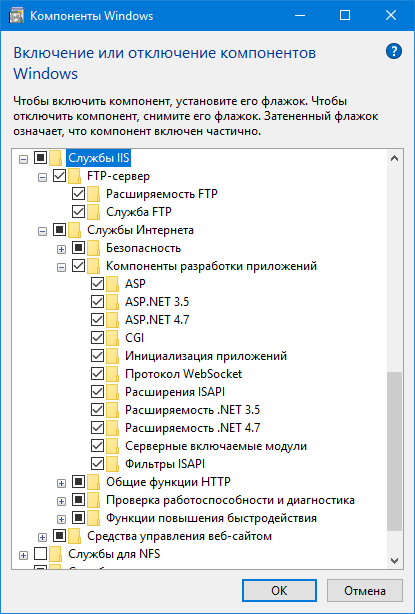 Компоненты Windows
Включение или отключение компонентов
Windows
?
Чтобы включить компонент, установите его флажок. Чтобы
отключить компонент, снимите его флажок. Затененный флажок
означает, что компонент включен частично.
Службы IIS
FTP-сервер
Расширяемость FTP
Служба FTP
Службы Интернета
Безопасность
Компоненты разработки приложений
ASP
ASP.NET 3.5
ASP.NET 4.7
CGI
Инициализация приложений
Протокол WebSocket
Расширения ISAPI
Расширяемость .NET 3.5
Расширяемость .NET 4.7
Серверные включаемые модули
Фильтры ISAPI
Общие функции HTTP
Проверка работоспособности и диагностика
Функции повышения быстродействия
Средства управления веб-сайтом
Службы для NFS
OK
Отмена